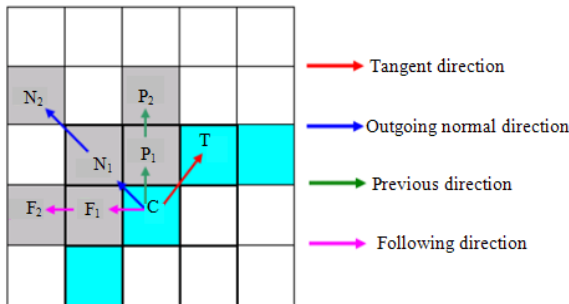 N₂ P₂
T
N₁ P₁
F₂ F₁ C
Tangent direction
Outgoing normal direction
Previous direction
Following direction